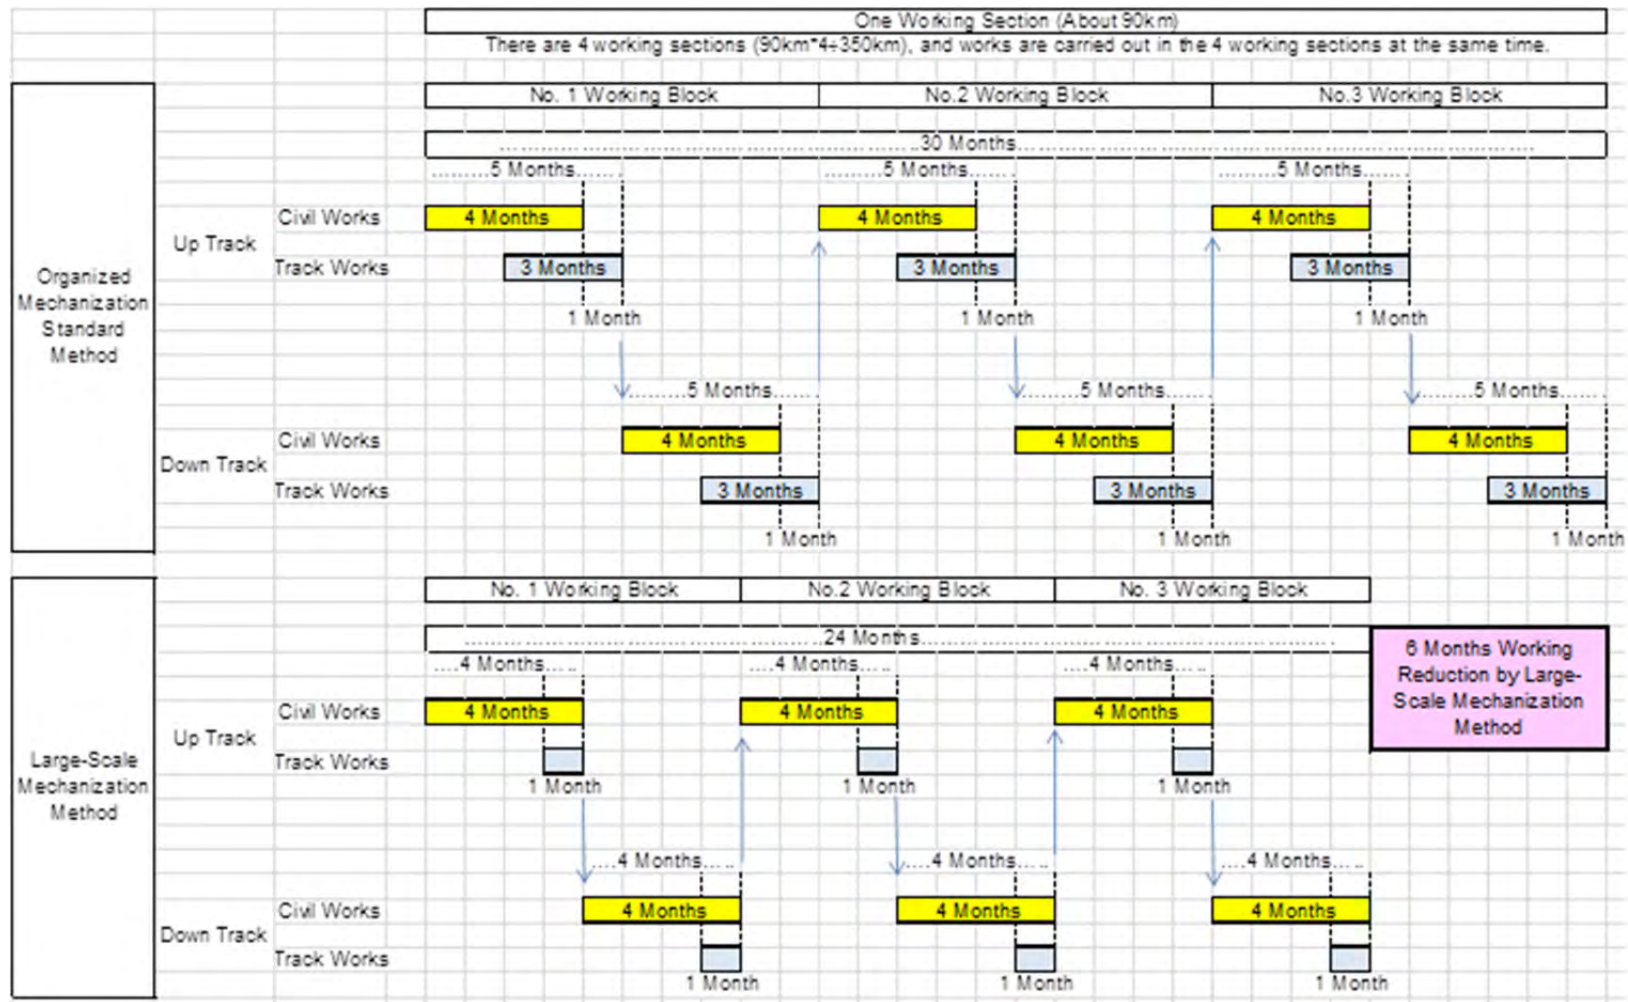 One Working Section (About 90km)
There are 4 working sections (90km*4÷350km), and works are carried out in the 4 working sections at the same time.
No. 1 Working Block
No.2 Working Block
No.3 Working Block
30 Months
5 Months
5 Months
5 Months
Civil Works
4 Months
4 Months
4 Months
Up Track
Track Works
3 Months
3 Months
3 Months
1 Month
1 Month
1 Month
Organized
Mechanization
Standard
Method
5 Months
5 Months
5 Months
Civil Works
4 Months
4 Months
4 Months
Down Track
Track Works
3 Months
3 Months
3 Months
1 Month
1 Month
1 Month
No. 1 Working Block
No.2 Working Block
No. 3 Working Block
24 Months
4 Months
4 Months
4 Months
6 Months Working
Reduction by Large-
Scale Mechanization
Method
Civil Works
4 Months
4 Months
4 Months
Up Track
Track Works
1 Month
1 Month
1 Month
Large-Scale
Mechanization
Method
4 Months
4 Months
4 Months
Civil Works
4 Months
4 Months
4 Months
Down Track
Track Works
1 Month
1 Month
1 Month